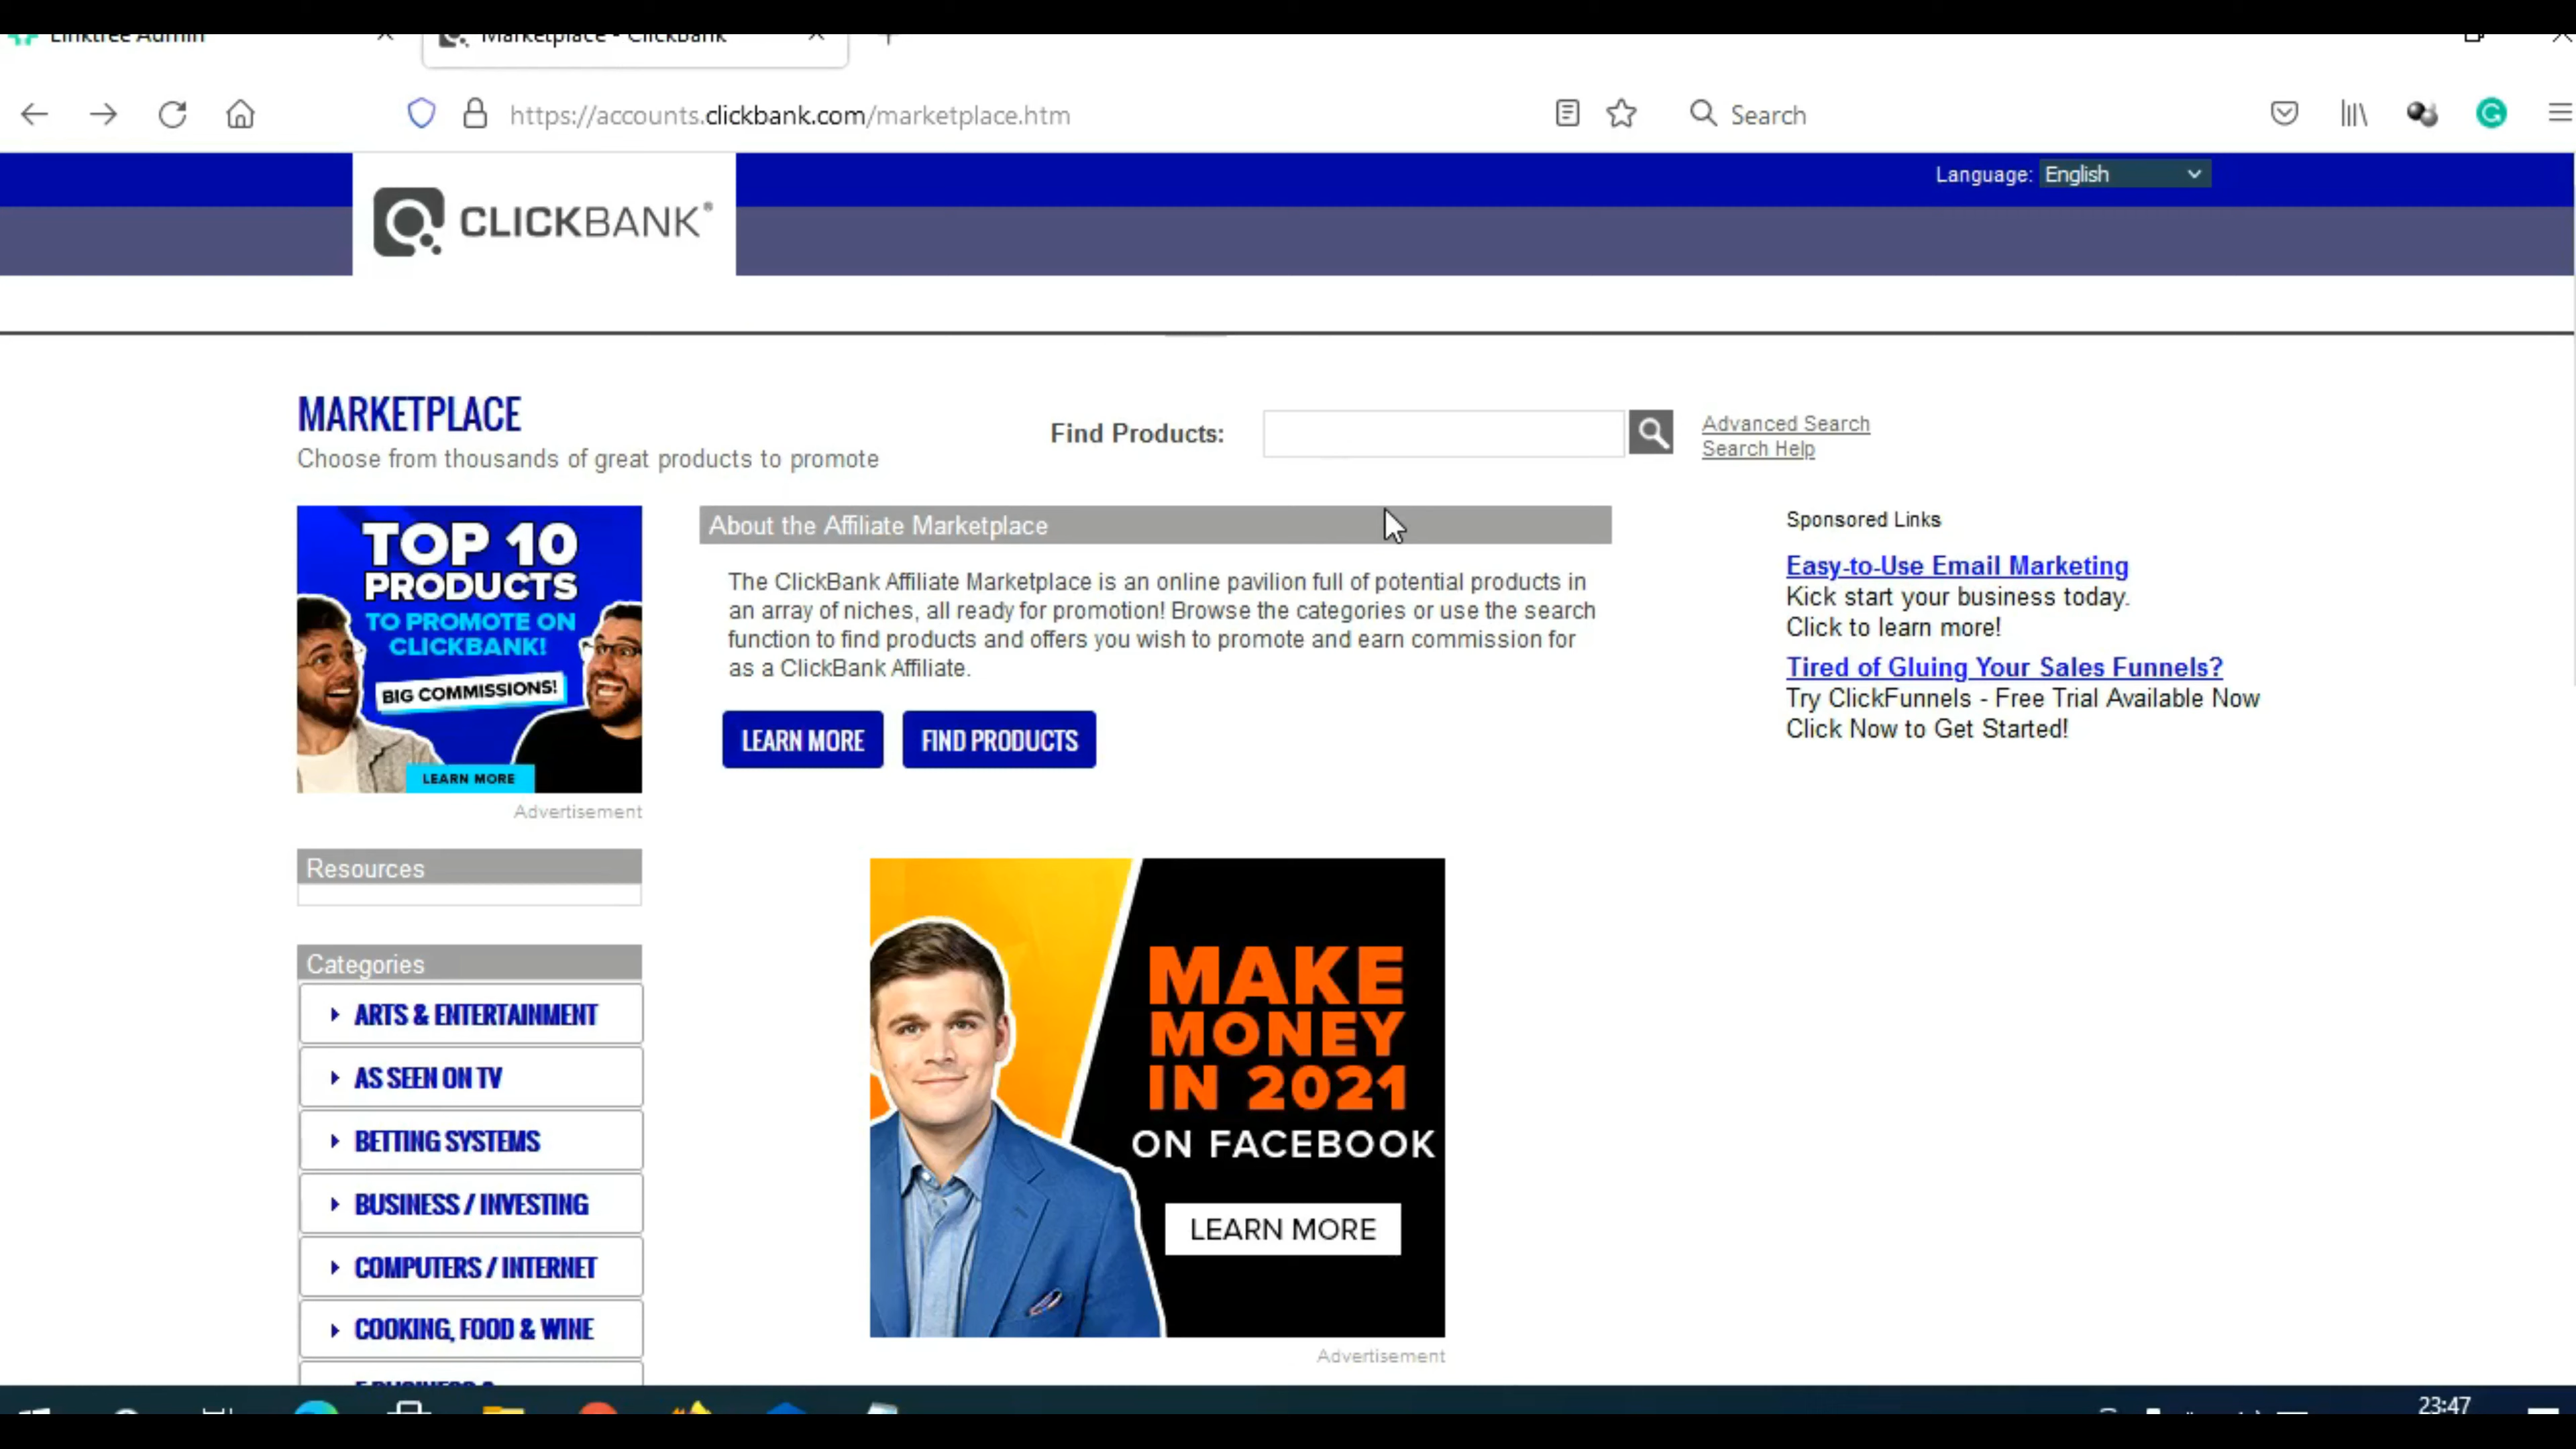 Linktree Admin
Marketplace - ClickBank
https://accounts.clickbank.com/marketplace.htm
Search
Language: English
CLICKBANK®
MARKETPLACE
Choose from thousands of great products to promote
Find Products:
Advanced Search
Search Help
TOP 10
PRODUCTS
TO PROMOTE ON
CLICKBANK!
BIG COMMISSIONS!
LEARN MORE
Advertisement
About the Affiliate Marketplace
The ClickBank Affiliate Marketplace is an online pavilion full of potential products in
an array of niches, all ready for promotion! Browse the categories or use the search
function to find products and offers you wish to promote and earn commission for
as a ClickBank Affiliate.
LEARN MORE
FIND PRODUCTS
Sponsored Links
Easy-to-Use Email Marketing
Kick start your business today.
Click to learn more!
Tired of Gluing Your Sales Funnels?
Try ClickFunnels - Free Trial Available Now
Click Now to Get Started!
Resources
Categories
ARTS & ENTERTAINMENT
AS SEEN ON TV
BETTING SYSTEMS
BUSINESS / INVESTING
COMPUTERS / INTERNET
COOKING, FOOD & WINE
MAKE
MONEY
IN 2021
ON FACEBOOK
LEARN MORE
Advertisement
23:47